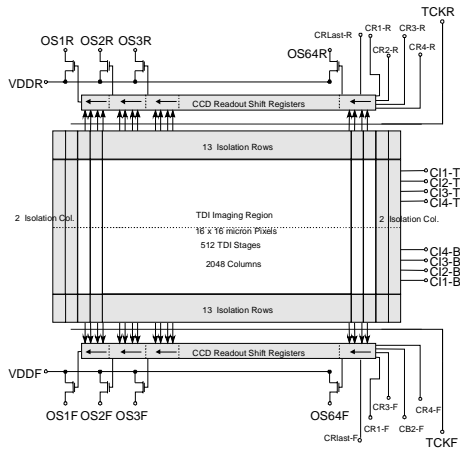 TCKR
CRLast-R
CR1-R
CR3-R
OS1R
OS2R
OS3R
OS64R
CR2-R
CR4-R
VDDR
CCD Readout Shift Registers
13 Isolation Rows
CI1-T
CI2-T
CI3-T
CI4-T
2 Isolation Col.
TDI Imaging Region
2 Isolation Col.
16 x 16 micron Pixels
512 TDI Stages
CI4-B
CI3-B
2048 Columns
CI2-B
CI1-B
13 Isolation Rows
CCD Readout Shift Registers
VDDF
CR3-F
CR4-F
OS1F
OS2F
OS3F
OS64F
CR1-F
CB2-F
CRlast-F
TCKF